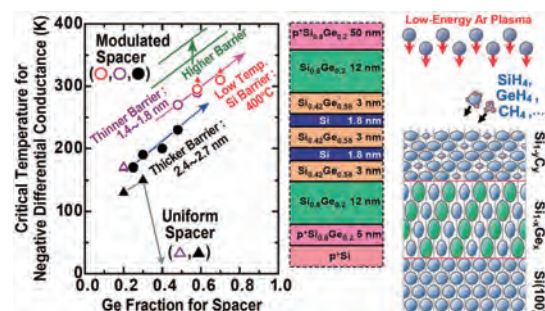 Critical Temperature for
Negative Differential Conductance (K)
400
300
200
100
0
0.0
0.2
0.4
0.6
0.8
1.0
Ge Fraction for Spacer
Modulated
Spacer
(○,○,●)
Higher Barrier
Thinner Barrier :
1.4~1.8 nm
Low Temp.
Si Barrier :
400°C
Thicker Barrier :
2.4~2.7 nm
Uniform
Spacer
(△,▲)
p⁺Si₀.₈Ge₀.₂ 50 nm
Si₀.₈Ge₀.₂ 12 nm
Si₀.₄₂Ge₀.₅₈ 3 nm
Si 1.8 nm
Si₀.₄₂Ge₀.₅₈ 3 nm
Si 1.8 nm
Si₀.₄₂Ge₀.₅₈ 3 nm
Si₀.₈Ge₀.₂ 12 nm
p⁺Si₀.₈Ge₀.₂ 5 nm
p⁺Si
Low-Energy Ar Plasma
SiH₄,
GeH₄,
CH₄,...
Si₁₋yCy
Si₁₋ₓGeₓ
Si(100)